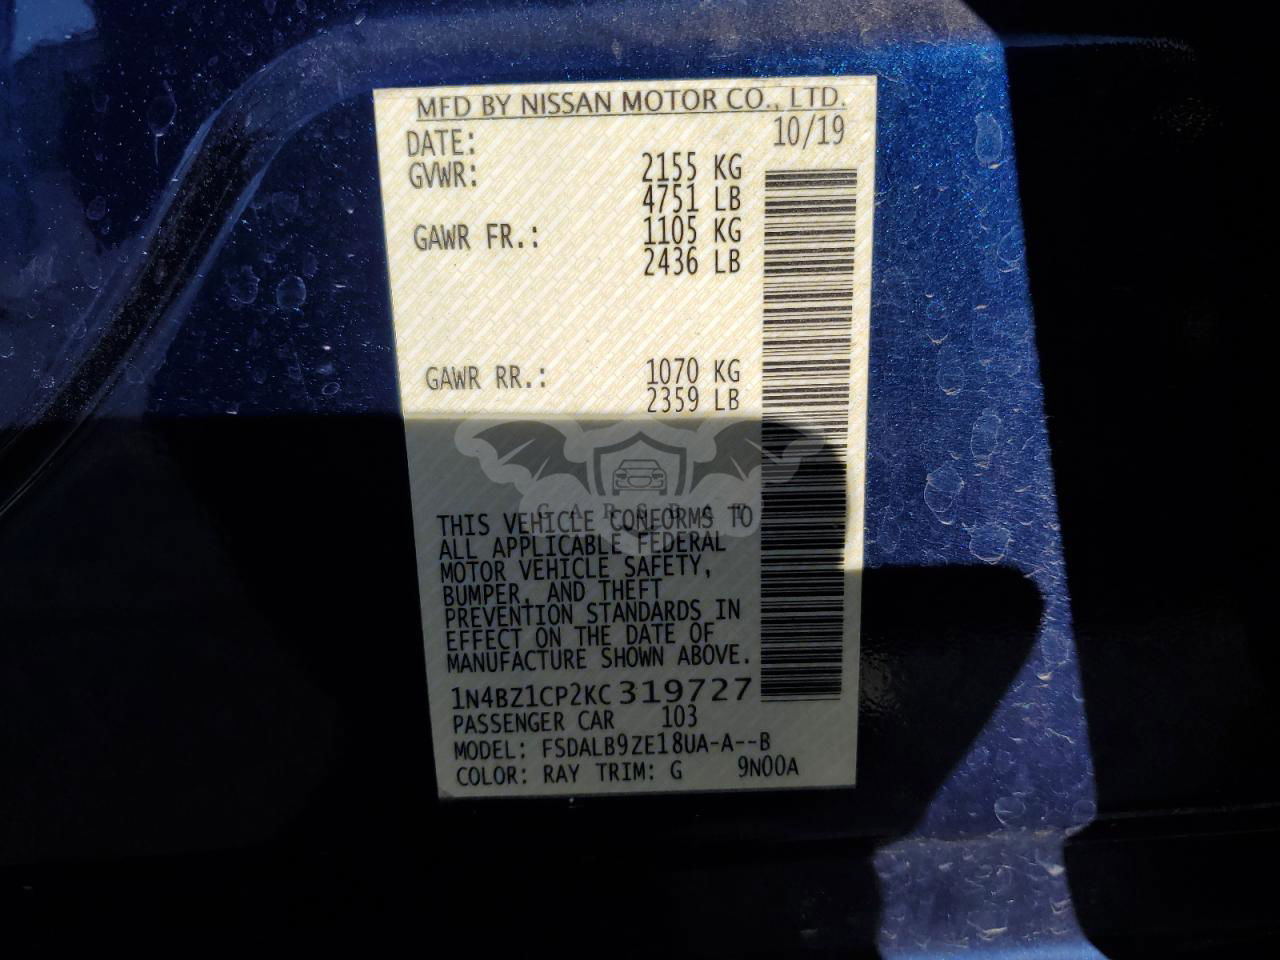 MFD BY NISSAN MOTOR CO., LTD.
DATE: 10/19
GVWR: 2155 KG
4751 LB
GAWR FR.: 1105 KG
2436 LB
GAWR RR.: 1070 KG
2359 LB
GARSBUY
THIS VEHICLE CONFORMS TO
ALL APPLICABLE FEDERAL
MOTOR VEHICLE SAFETY,
BUMPER, AND THEFT
PREVENTION STANDARDS IN
EFFECT ON THE DATE OF
MANUFACTURE SHOWN ABOVE.
1N4BZ1CP2KC319727
PASSENGER CAR 103
MODEL: FSDALB9ZE18UA-A--B
COLOR: RAY TRIM: G 9N00A